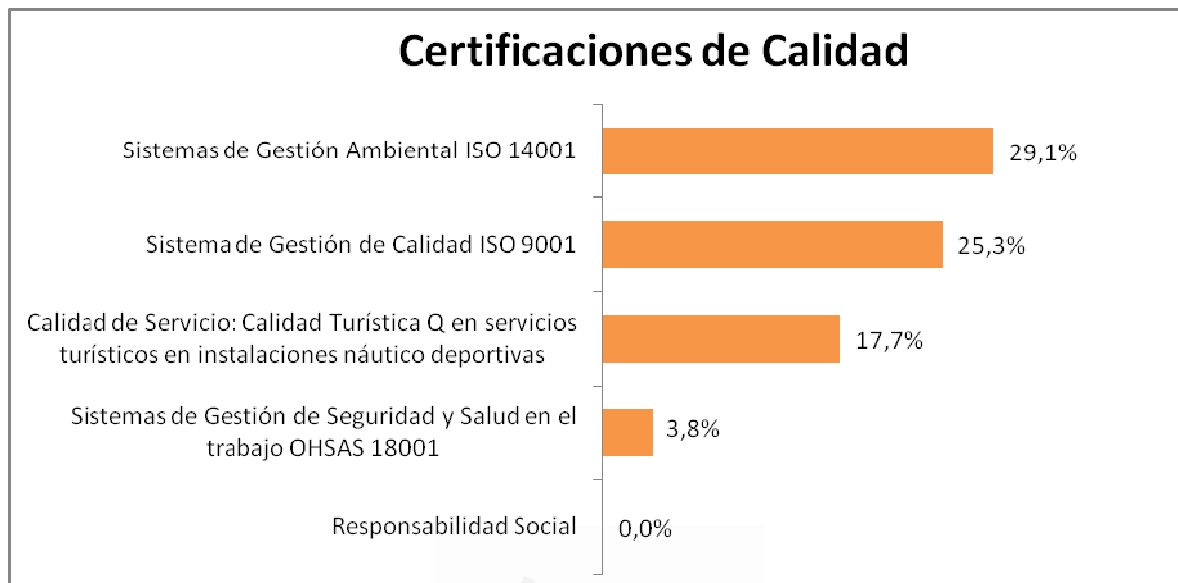 Certificaciones de Calidad
Sistemas de Gestión Ambiental ISO 14001
29,1%
Sistema de Gestión de Calidad ISO 9001
25,3%
Calidad de Servicio: Calidad Turística Q en servicios
turísticos en instalaciones náutico deportivas
17,7%
Sistemas de Gestión de Seguridad y Salud en el
trabajo OHSAS 18001
3,8%
Responsabilidad Social
0,0%